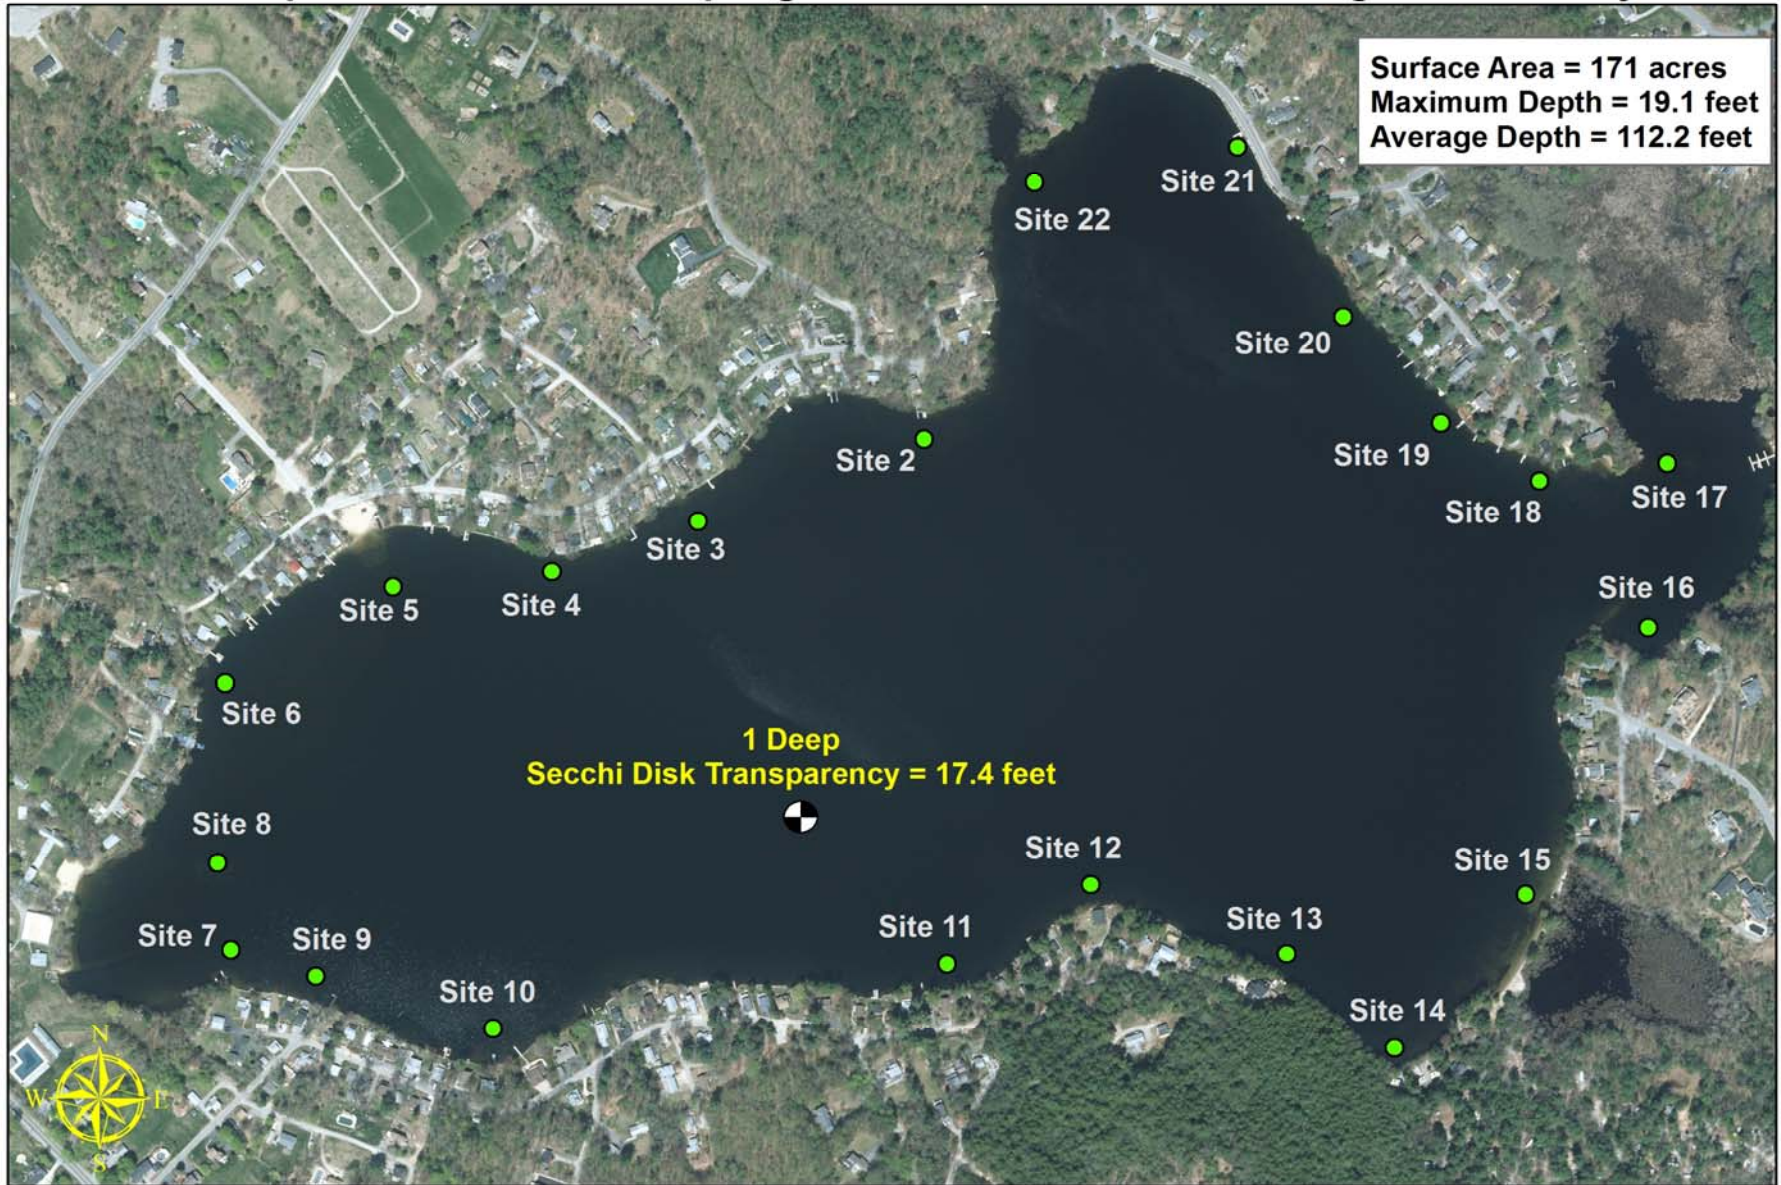 Surface Area = 171 acres
Maximum Depth = 19.1 feet
Average Depth = 112.2 feet
Site 21
Site 22
Site 20
Site 2
Site 19
Site 18
Site 17
Site 3
Site 16
Site 5
Site 4
Site 6
1 Deep
Secchi Disk Transparency = 17.4 feet
Site 8
Site 12
Site 15
Site 7
Site 9
Site 11
Site 13
Site 10
Site 14
N
W E
S